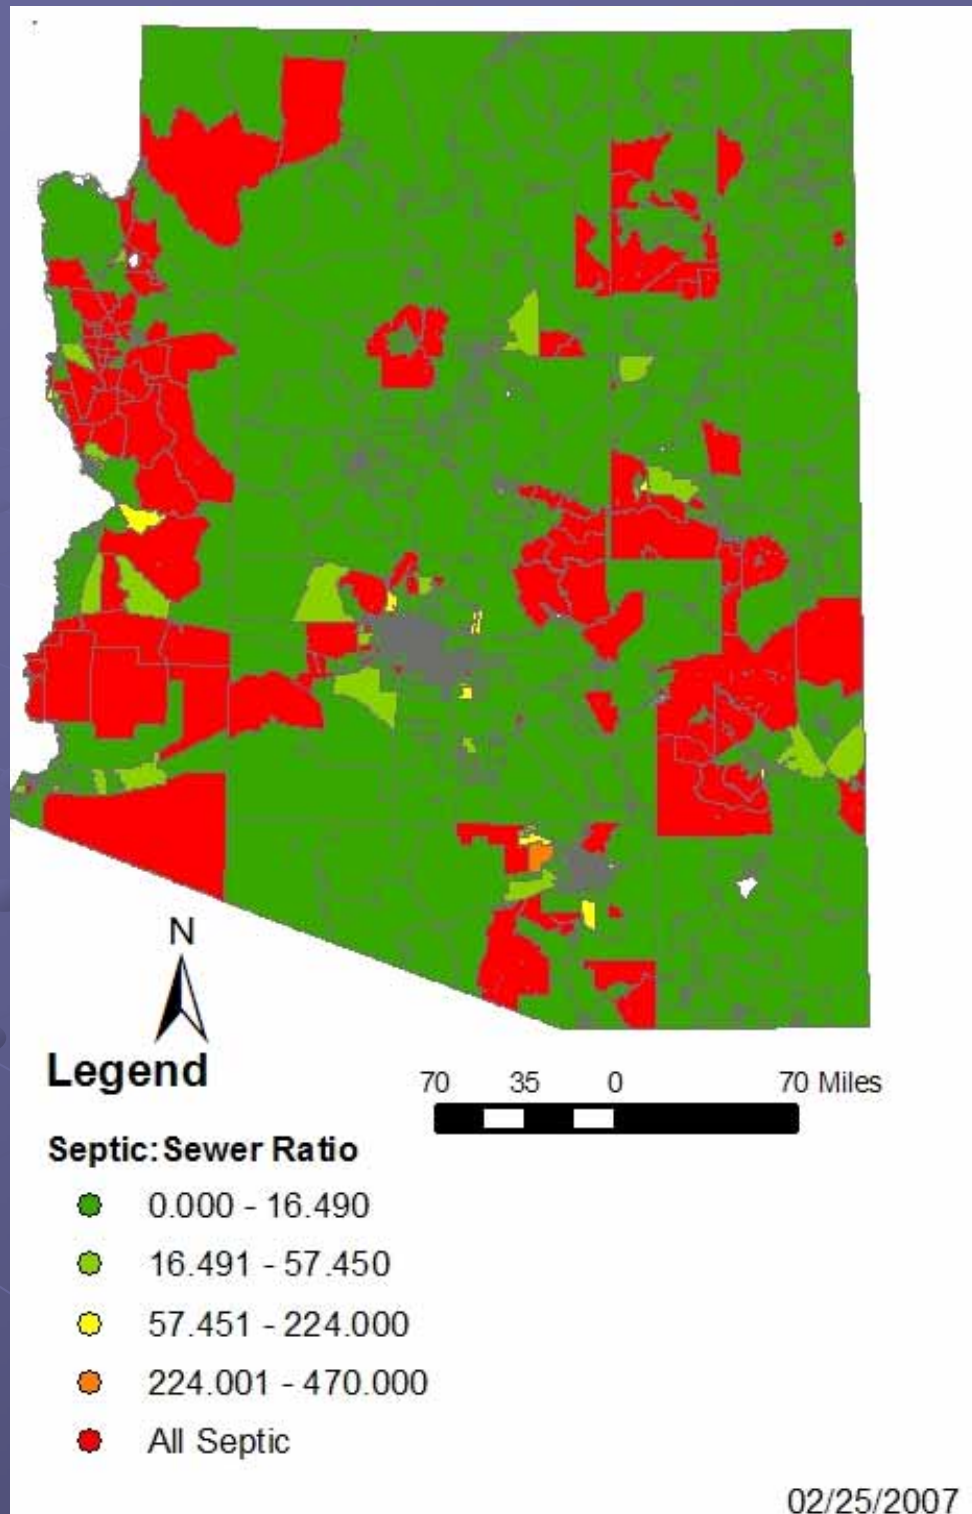 N
Legend
70 35 0 70 Miles
Septic:Sewer Ratio
0.000 - 16.490
16.491 - 57.450
57.451 - 224.000
224.001 - 470.000
All Septic
02/25/2007